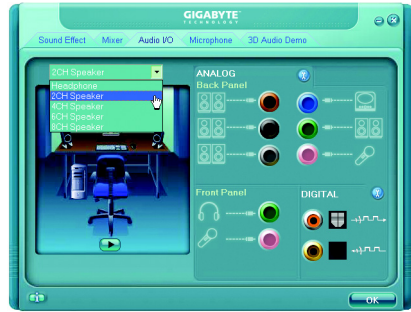 GIGABYTE
TECHNOLOGY
Sound Effect Mixer Audio I/O Microphone 3D Audio Demo
2CH Speaker
Headphone
2CH Speaker
4CH Speaker
6CH Speaker
8CH Speaker
ANALOG
Back Panel
Front Panel
DIGITAL
OK